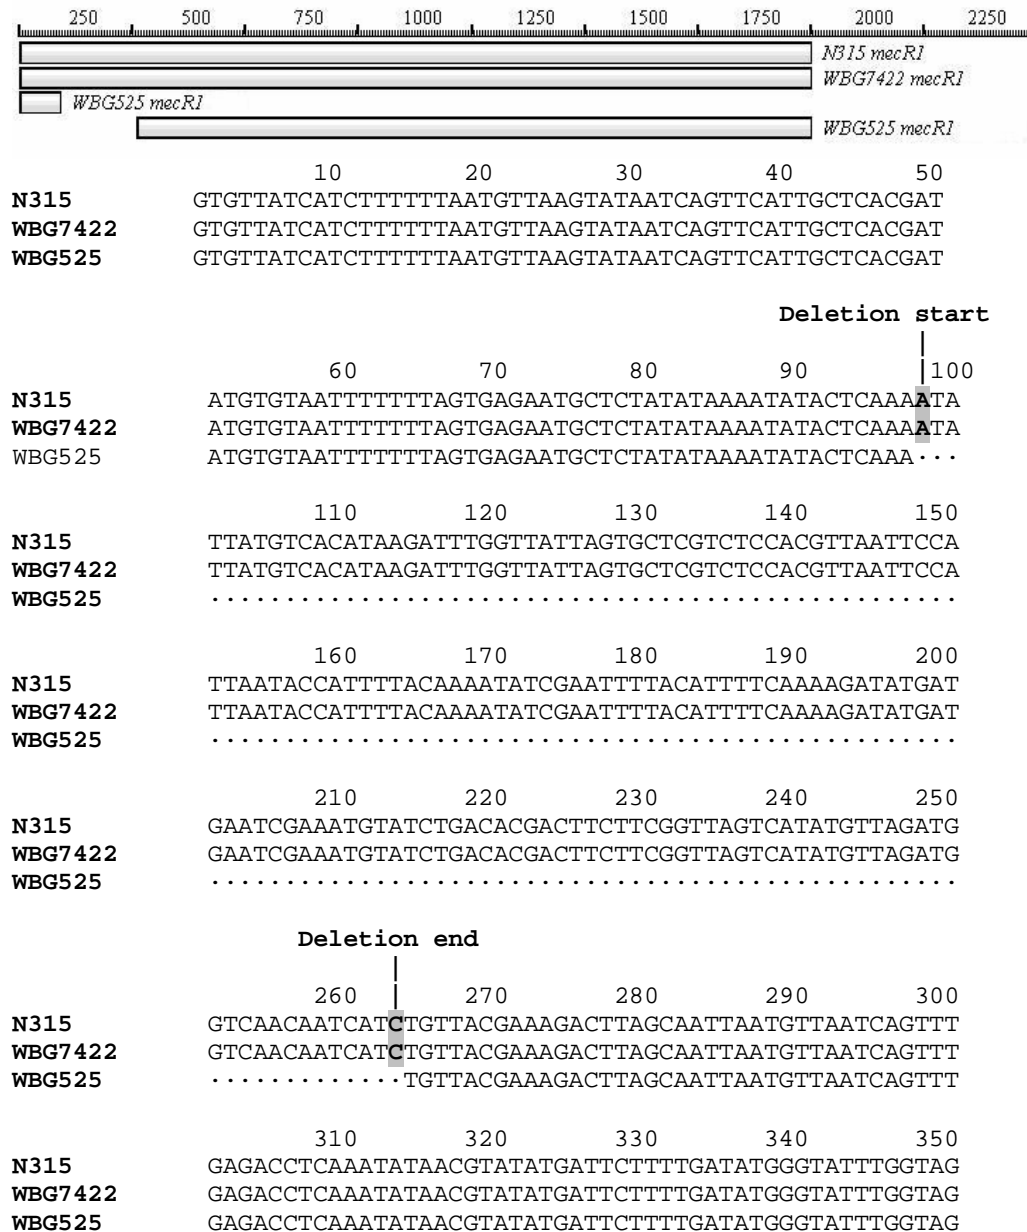 250 500 750 1000 1250 1500 1750 2000 2250
N315 mecR1
WBG7422 mecR1
WBG525 mecR1
WBG525 mecR1
10 20 30 40 50
N315 GTGTTATCATCTTTTTTAATGTTAAGTATAATCAGTTCATTGCTCACGAT
WBG7422 GTGTTATCATCTTTTTTAATGTTAAGTATAATCAGTTCATTGCTCACGAT
WBG525 GTGTTATCATCTTTTTTAATGTTAAGTATAATCAGTTCATTGCTCACGAT
Deletion start
60 70 80 90 100
N315 ATGTGTAATTTTTTTAGTGAGAATGCTCTATATAAAATATACTCAAAATA
WBG7422 ATGTGTAATTTTTTTAGTGAGAATGCTCTATATAAAATATACTCAAAATA
WBG525 ATGTGTAATTTTTTTAGTGAGAATGCTCTATATAAAATATACTCAAA···
110 120 130 140 150
N315 TTATGTCACATAAGATTTGGTTATTAGTGCTCGTCTCCACGTTAATTCCA
WBG7422 TTATGTCACATAAGATTTGGTTATTAGTGCTCGTCTCCACGTTAATTCCA
WBG525 ··················································
160 170 180 190 200
N315 TTAATACCATTTTACAAAATATCGAATTTTACATTTTCAAAAGATATGAT
WBG7422 TTAATACCATTTTACAAAATATCGAATTTTACATTTTCAAAAGATATGAT
WBG525 ··················································
210 220 230 240 250
N315 GAATCGAAATGTATCTGACACGACTTCTTCGGTTAGTCATATGTTAGATG
WBG7422 GAATCGAAATGTATCTGACACGACTTCTTCGGTTAGTCATATGTTAGATG
WBG525 ··················································
Deletion end
260 270 280 290 300
N315 GTCAACAATCATCTGTTACGAAAGACTTAGCAATTAATGTTAATCAGTTT
WBG7422 GTCAACAATCATCTGTTACGAAAGACTTAGCAATTAATGTTAATCAGTTT
WBG525 ·············TGTTACGAAAGACTTAGCAATTAATGTTAATCAGTTT
310 320 330 340 350
N315 GAGACCTCAAATATAACGTATATGATTCTTTTGATATGGGTATTTGGTAG
WBG7422 GAGACCTCAAATATAACGTATATGATTCTTTTGATATGGGTATTTGGTAG
WBG525 GAGACCTCAAATATAACGTATATGATTCTTTTGATATGGGTATTTGGTAG